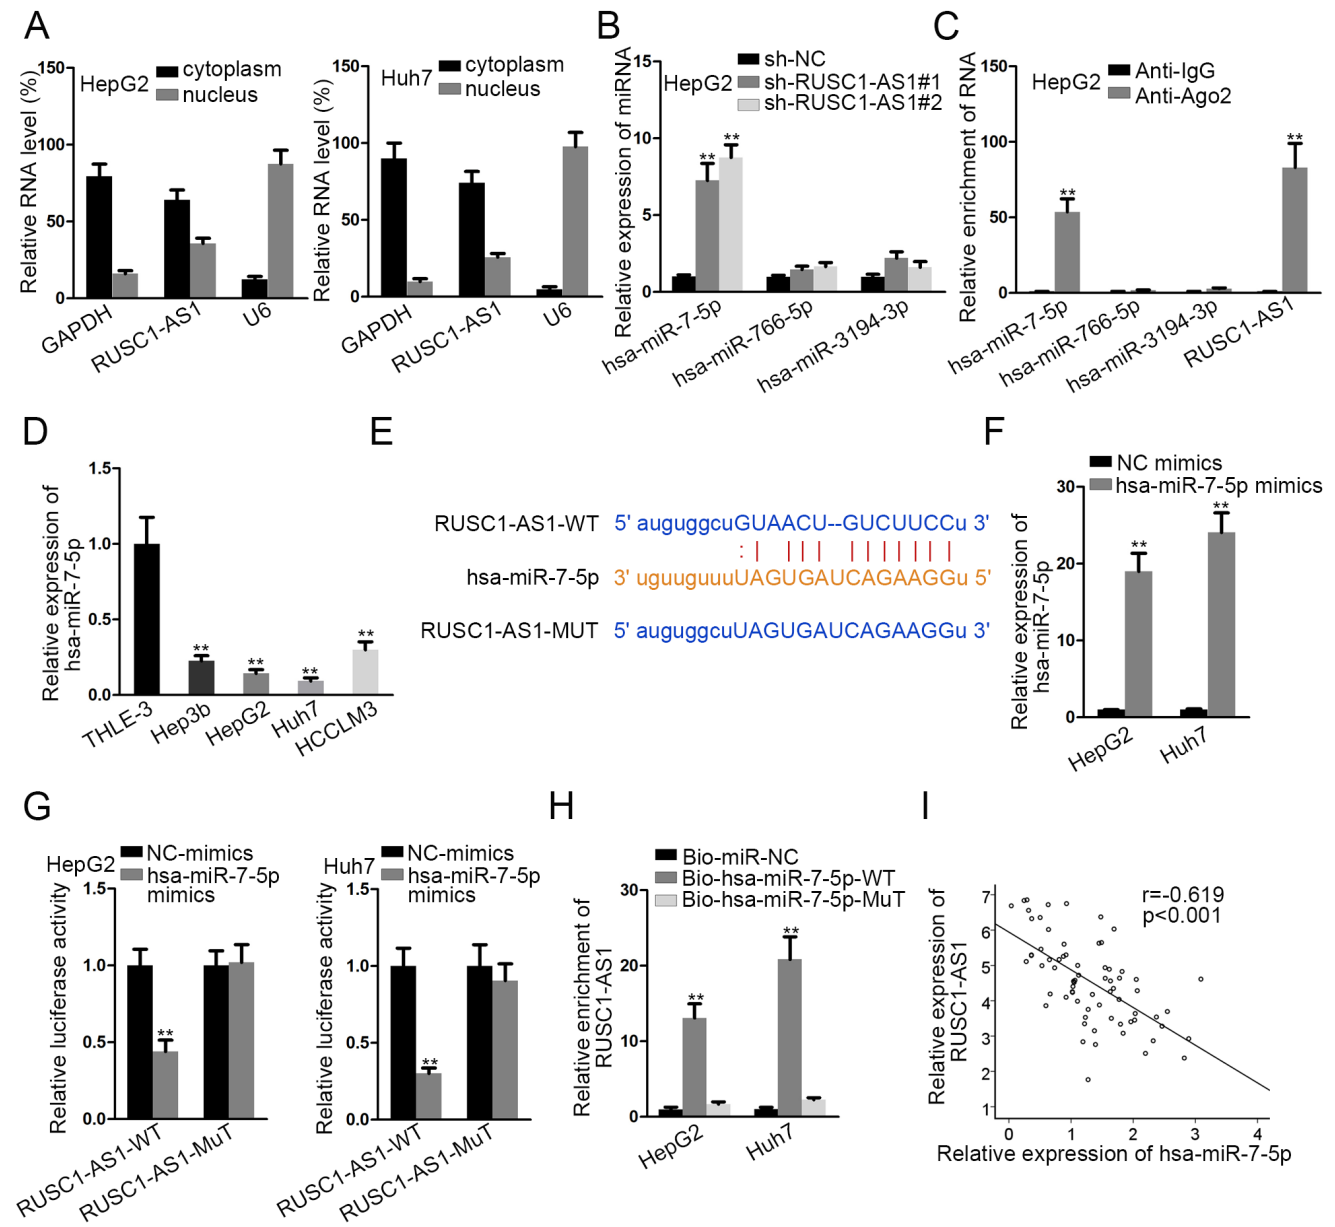 A
HepG2
cytoplasm
nucleus
Relative RNA level (%)
150
100
50
0
GAPDH
RUSC1-AS1
U6
Huh7
cytoplasm
nucleus
Relative RNA level (%)
150
100
50
0
GAPDH
RUSC1-AS1
U6
B
HepG2
sh-NC
sh-RUSC1-AS1#1
sh-RUSC1-AS1#2
Relative expression of miRNA
15
10
5
0
** **
hsa-miR-7-5p
hsa-miR-766-5p
hsa-miR-3194-3p
C
HepG2
Anti-IgG
Anti-Ago2
Relative enrichment of RNA
150
100
50
0
** **
hsa-miR-7-5p
hsa-miR-766-5p
hsa-miR-3194-3p
RUSC1-AS1
D
Relative expression of
hsa-miR-7-5p
1.5
1.0
0.5
0.0
** ** ** **
THLE-3
Hep3b
HepG2
Huh7
HCCLM3
E
RUSC1-AS1-WT 5' auguggcuGUAACU--GUCUUCCu 3'
: | | | | | | | | | | |
hsa-miR-7-5p 3' uguuguuuUAGUGAUCAGAAGGu 5'
RUSC1-AS1-MUT 5' auguggcuUAGUGAUCAGAAGGu 3'
F
NC mimics
hsa-miR-7-5p mimics
Relative expression of
hsa-miR-7-5p
30
20
10
0
** **
HepG2
Huh7
G
HepG2
NC-mimics
hsa-miR-7-5p
mimics
Relative luciferase activity
1.5
1.0
0.5
0.0
**
RUSC1-AS1-WT
RUSC1-AS1-MuT
Huh7
NC-mimics
hsa-miR-7-5p
mimics
Relative luciferase activity
1.5
1.0
0.5
0.0
**
RUSC1-AS1-WT
RUSC1-AS1-MuT
H
Bio-miR-NC
Bio-hsa-miR-7-5p-WT
Bio-hsa-miR-7-5p-MuT
Relative enrichment of
RUSC1-AS1
30
20
10
0
** **
HepG2
Huh7
I
r=-0.619
p<0.001
Relative expression of
RUSC1-AS1
7
6
5
4
3
2
1
0 1 2 3 4
Relative expression of hsa-miR-7-5p